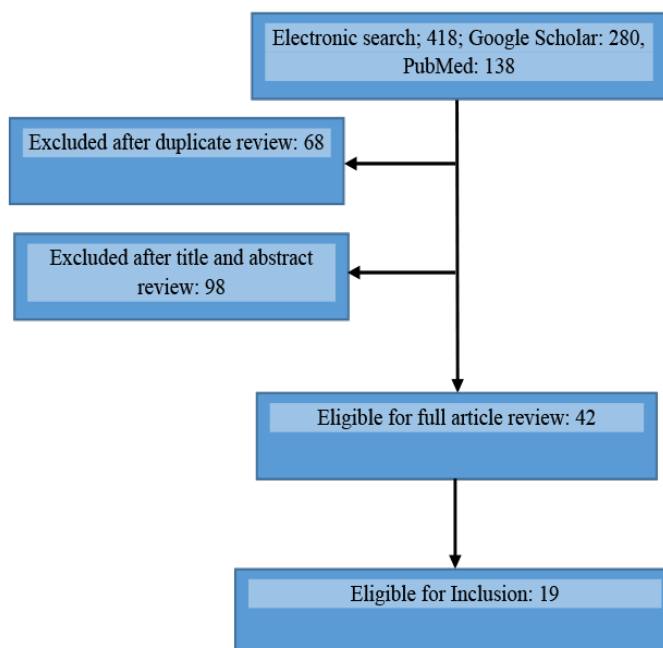 Electronic search; 418; Google Scholar: 280,
PubMed: 138
Excluded after duplicate review: 68
Excluded after title and abstract
review: 98
Eligible for full article review: 42
Eligible for Inclusion: 19